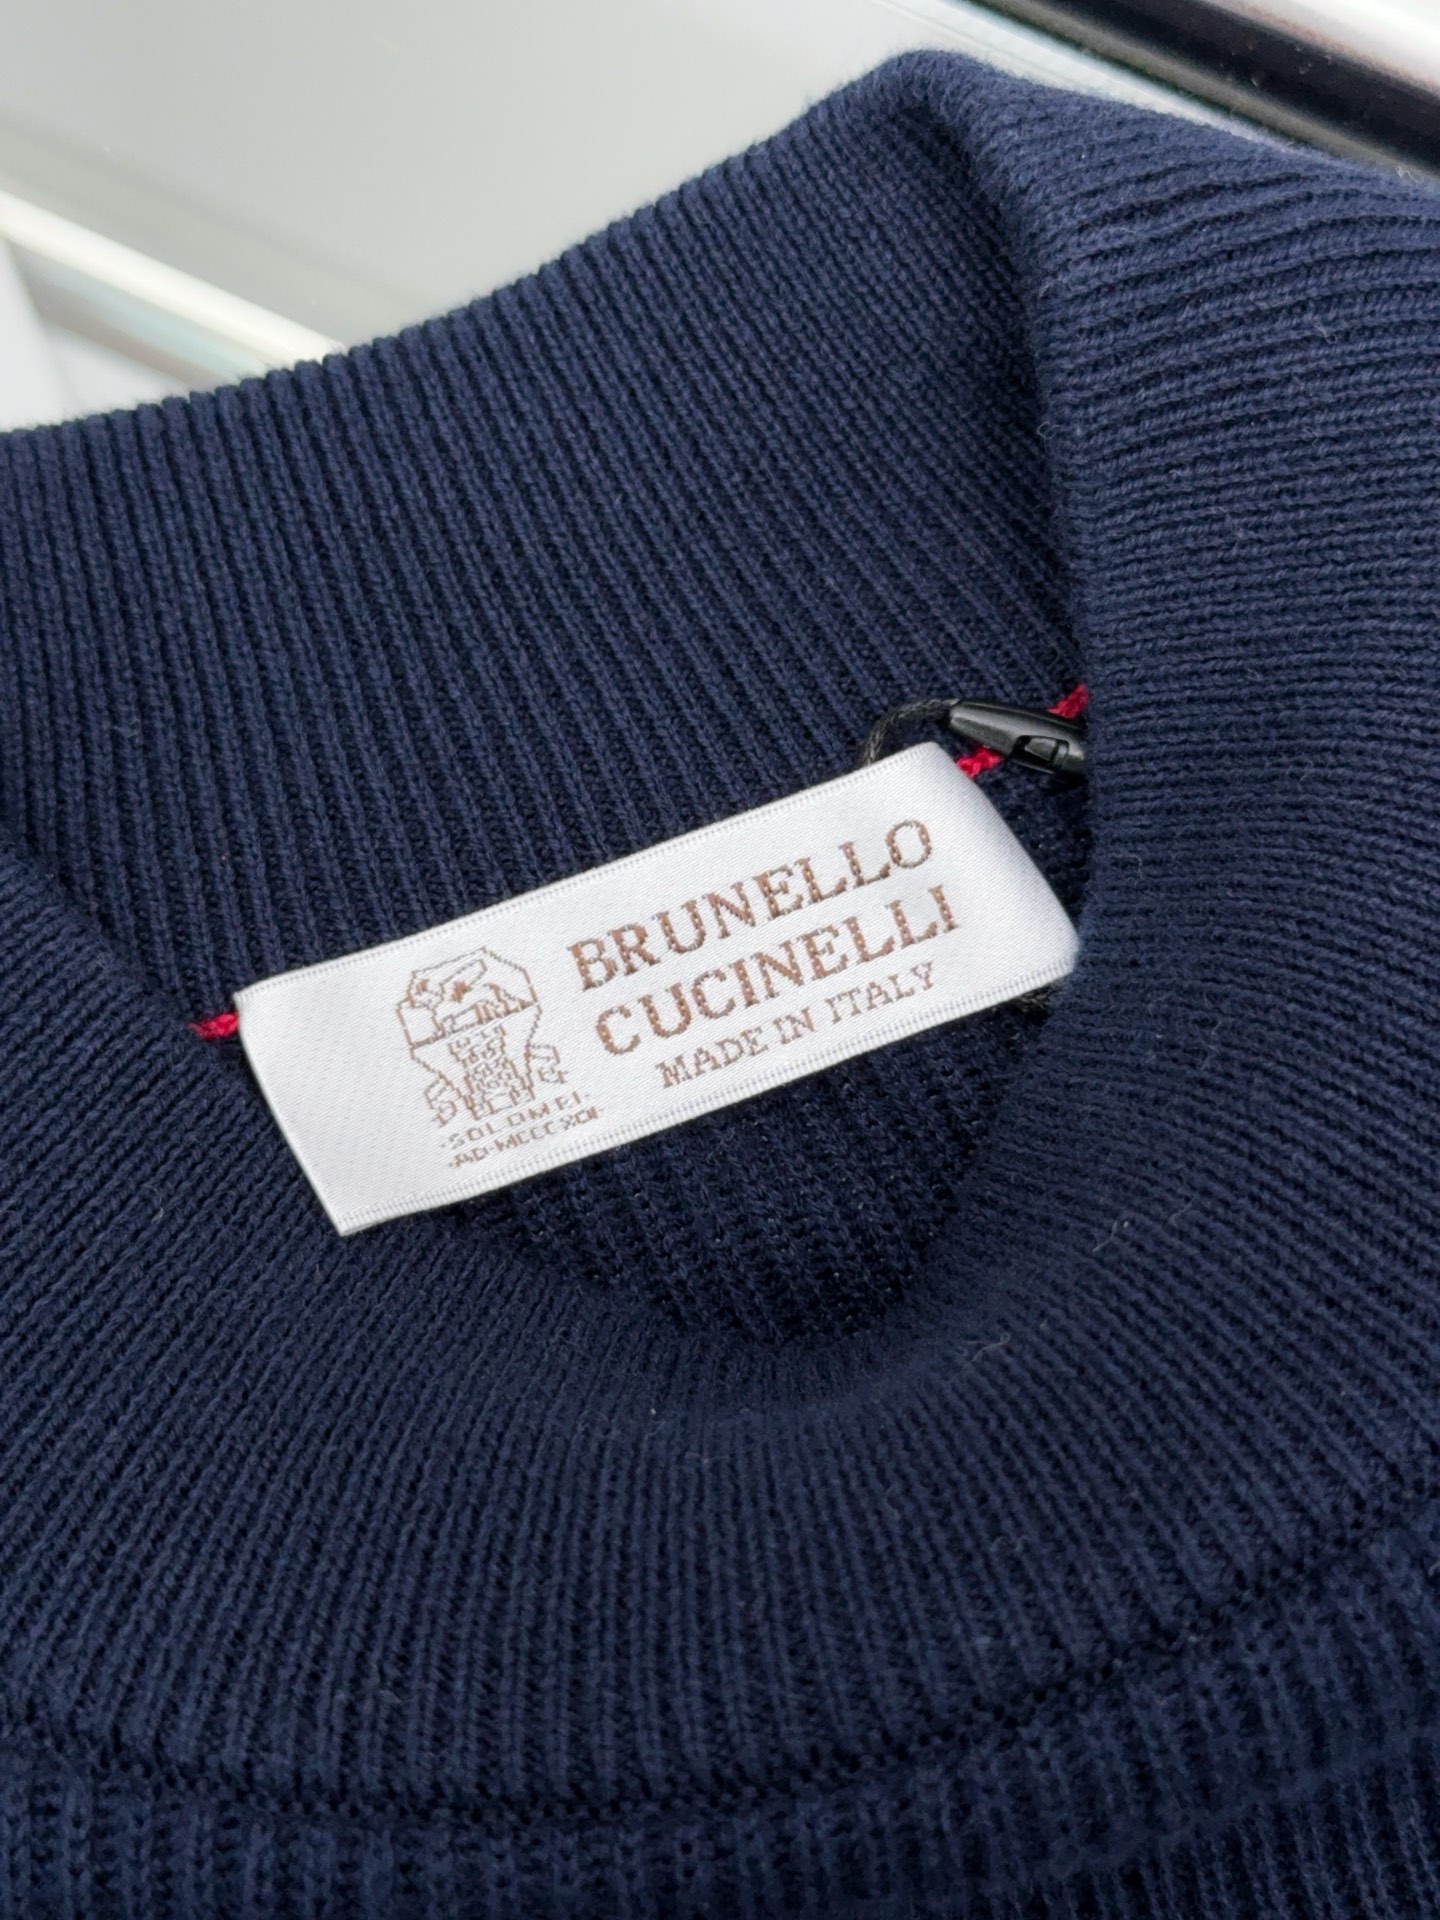 BRUNELLO
CUCINELLI
MADE IN ITALY
·SOLOMEI·
·AD·MCCCXCI·